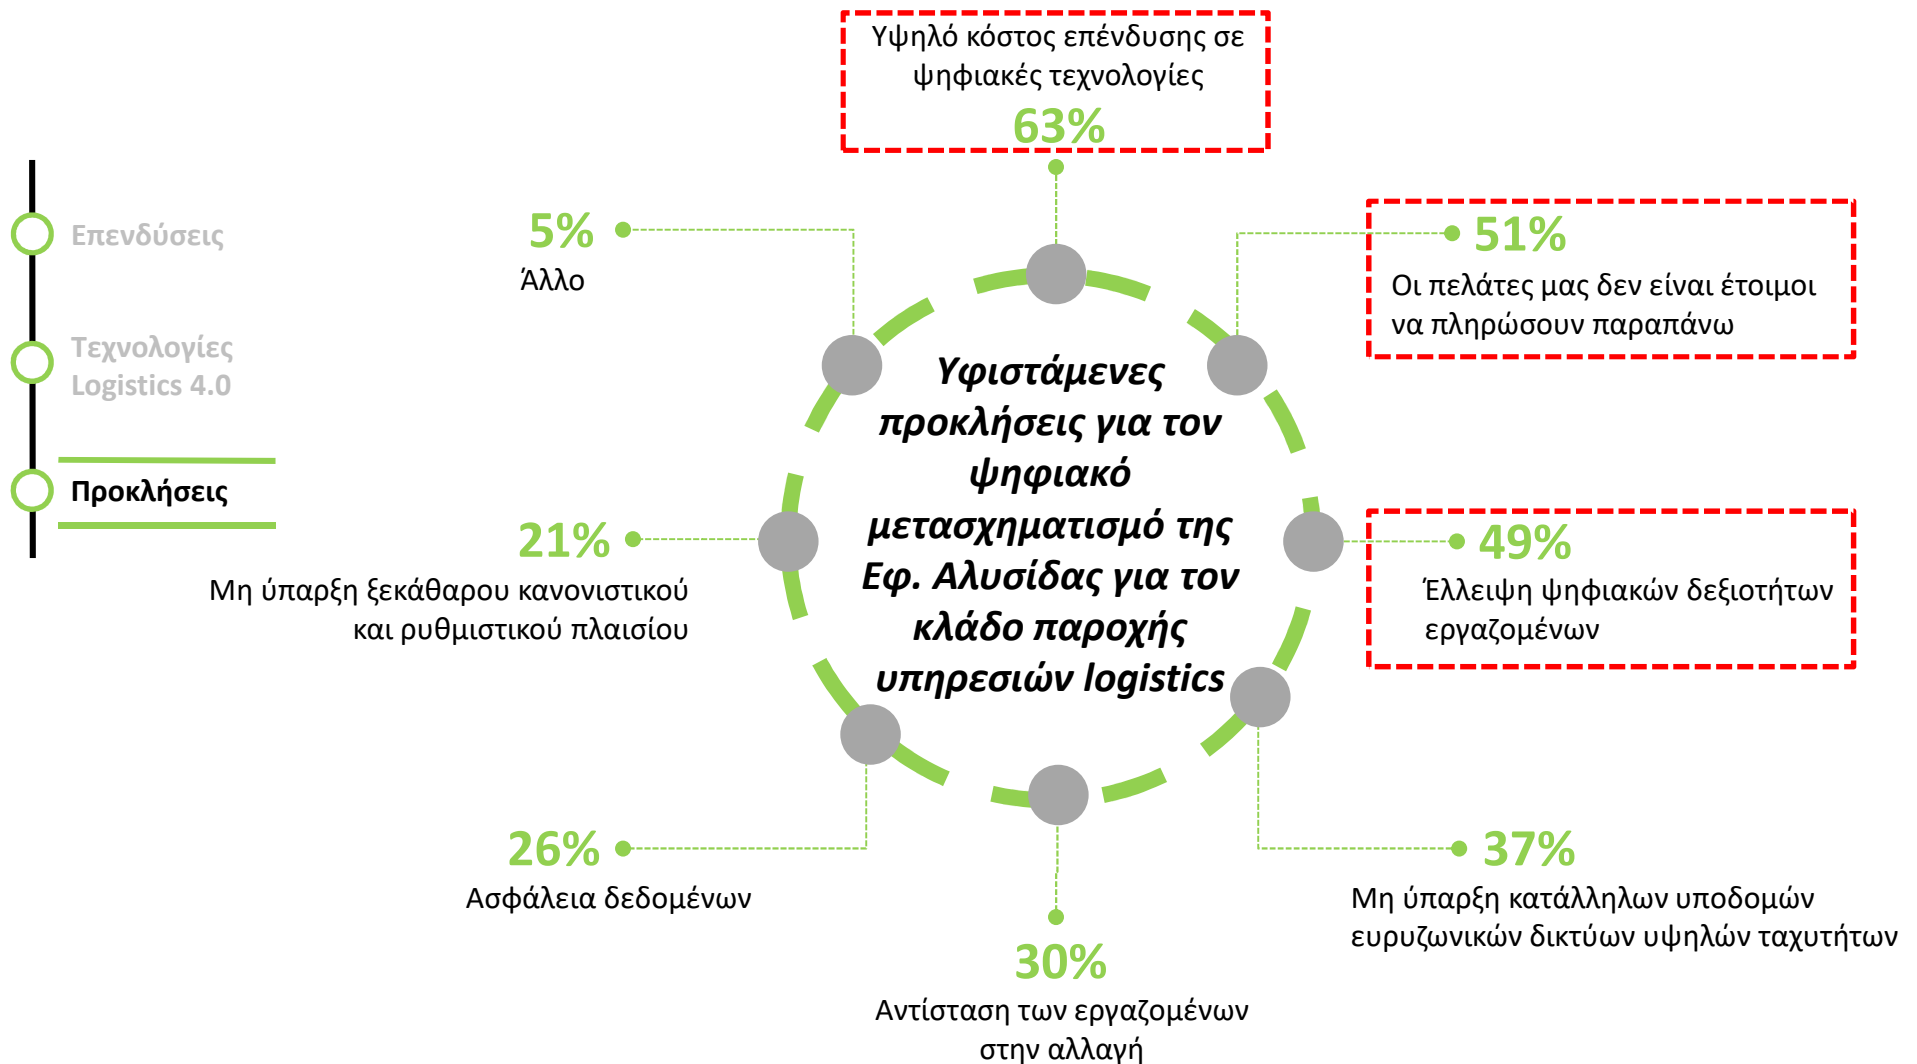 Υψηλό κόστος επένδυσης σε
ψηφιακές τεχνολογίες
63%
Επενδύσεις
Τεχνολογίες
Logistics 4.0
Προκλήσεις
5%
Άλλο
51%
Οι πελάτες μας δεν είναι έτοιμοι
να πληρώσουν παραπάνω
Υφιστάμενες
προκλήσεις για τον
ψηφιακό
μετασχηματισμό της
Εφ. Αλυσίδας για τον
κλάδο παροχής
υπηρεσιών logistics
21%
Μη ύπαρξη ξεκάθαρου κανονιστικού
και ρυθμιστικού πλαισίου
49%
Έλλειψη ψηφιακών δεξιοτήτων
εργαζομένων
26%
Ασφάλεια δεδομένων
37%
Μη ύπαρξη κατάλληλων υποδομών
ευρυζωνικών δικτύων υψηλών ταχυτήτων
30%
Αντίσταση των εργαζομένων
στην αλλαγή